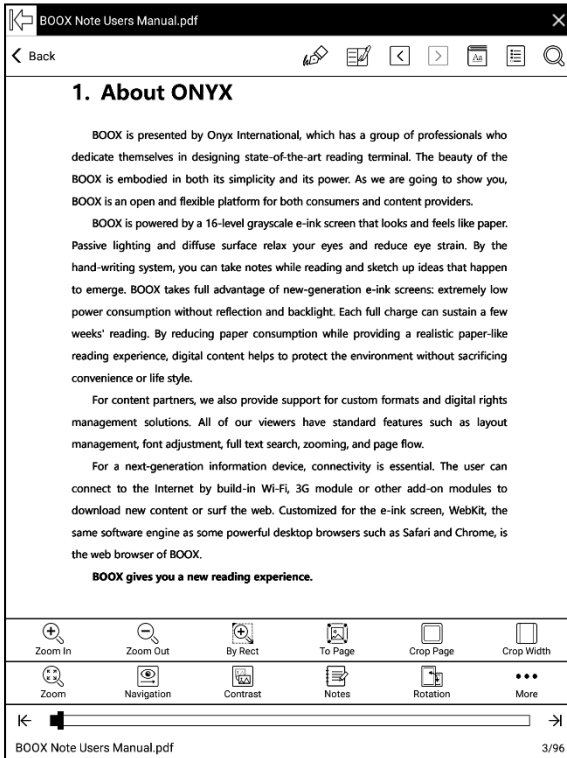 BOOX Note Users Manual.pdf
Back
Aa
1. About ONYX
BOOX is presented by Onyx International, which has a group of professionals who
dedicate themselves in designing state-of-the-art reading terminal. The beauty of the
BOOX is embodied in both its simplicity and its power. As we are going to show you,
BOOX is an open and flexible platform for both consumers and content providers.
BOOX is powered by a 16-level grayscale e-ink screen that looks and feels like paper.
Passive lighting and diffuse surface relax your eyes and reduce eye strain. By the
hand-writing system, you can take notes while reading and sketch up ideas that happen
to emerge. BOOX takes full advantage of new-generation e-ink screens: extremely low
power consumption without reflection and backlight. Each full charge can sustain a few
weeks' reading. By reducing paper consumption while providing a realistic paper-like
reading experience, digital content helps to protect the environment without sacrificing
convenience or life style.
For content partners, we also provide support for custom formats and digital rights
management solutions. All of our viewers have standard features such as layout
management, font adjustment, full text search, zooming, and page flow.
For a next-generation information device, connectivity is essential. The user can
connect to the Internet by build-in Wi-Fi, 3G module or other add-on modules to
download new content or surf the web. Customized for the e-ink screen, WebKit, the
same software engine as some powerful desktop browsers such as Safari and Chrome, is
the web browser of BOOX.
BOOX gives you a new reading experience.
Zoom In Zoom Out By Rect To Page Crop Page Crop Width
Zoom Navigation Contrast Notes Rotation More
BOOX Note Users Manual.pdf 3/96